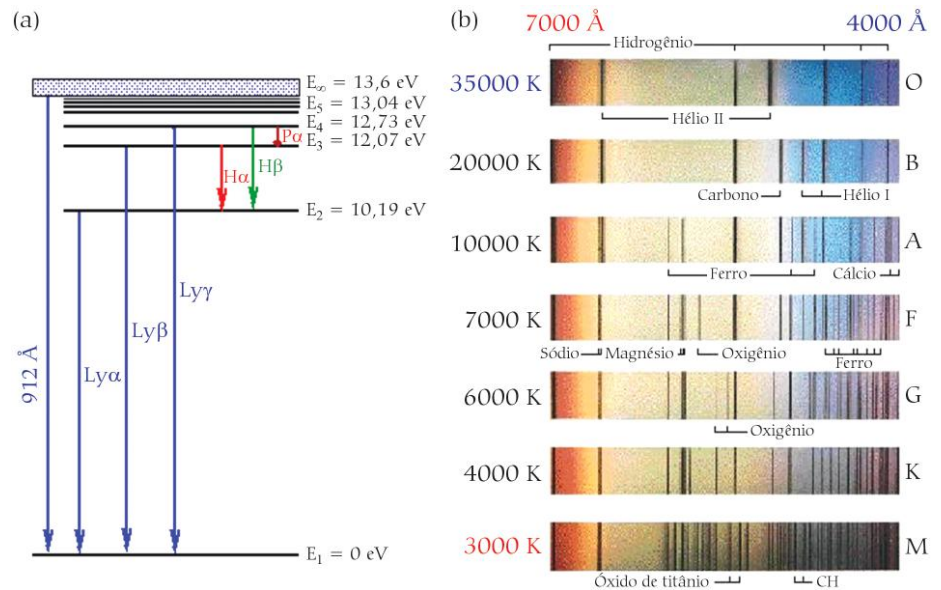 (a)
E∞ = 13,6 eV
E5 = 13,04 eV
E4 = 12,73 eV
Pα
E3 = 12,07 eV
Hα
Hβ
E2 = 10,19 eV
912 Å
Lyα
Lyβ
Lyγ
E1 = 0 eV
(b)
7000 Å
4000 Å
Hidrogênio
35000 K
O
Hélio II
20000 K
B
Carbono
Hélio I
10000 K
A
Ferro
Cálcio
7000 K
F
Sódio
Magnésio
Oxigênio
Ferro
6000 K
G
Oxigênio
4000 K
K
3000 K
M
Óxido de titânio
CH